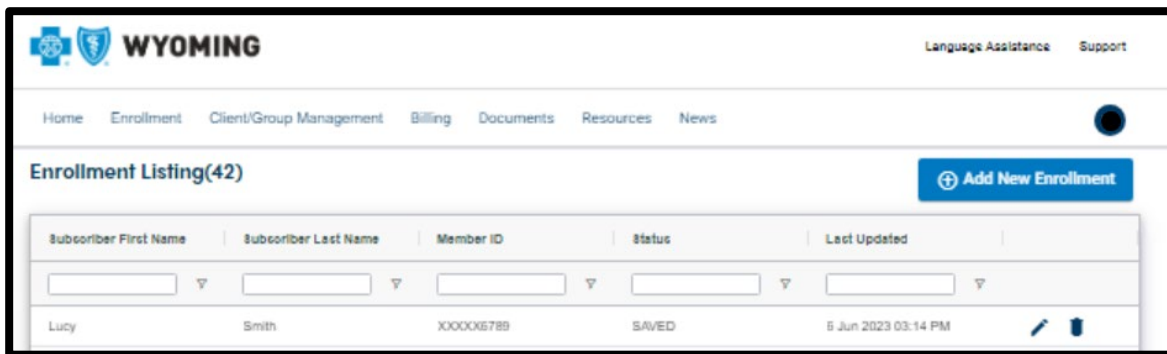 WYOMING
Language Assistance Support
Home Enrollment Client/Group Management Billing Documents Resources News
Enrollment Listing(42)
Add New Enrollment
Subscriber First Name Subscriber Last Name Member ID Status Last Updated
Lucy Smith XXXXX6789 SAVED 6 Jun 2023 03:14 PM